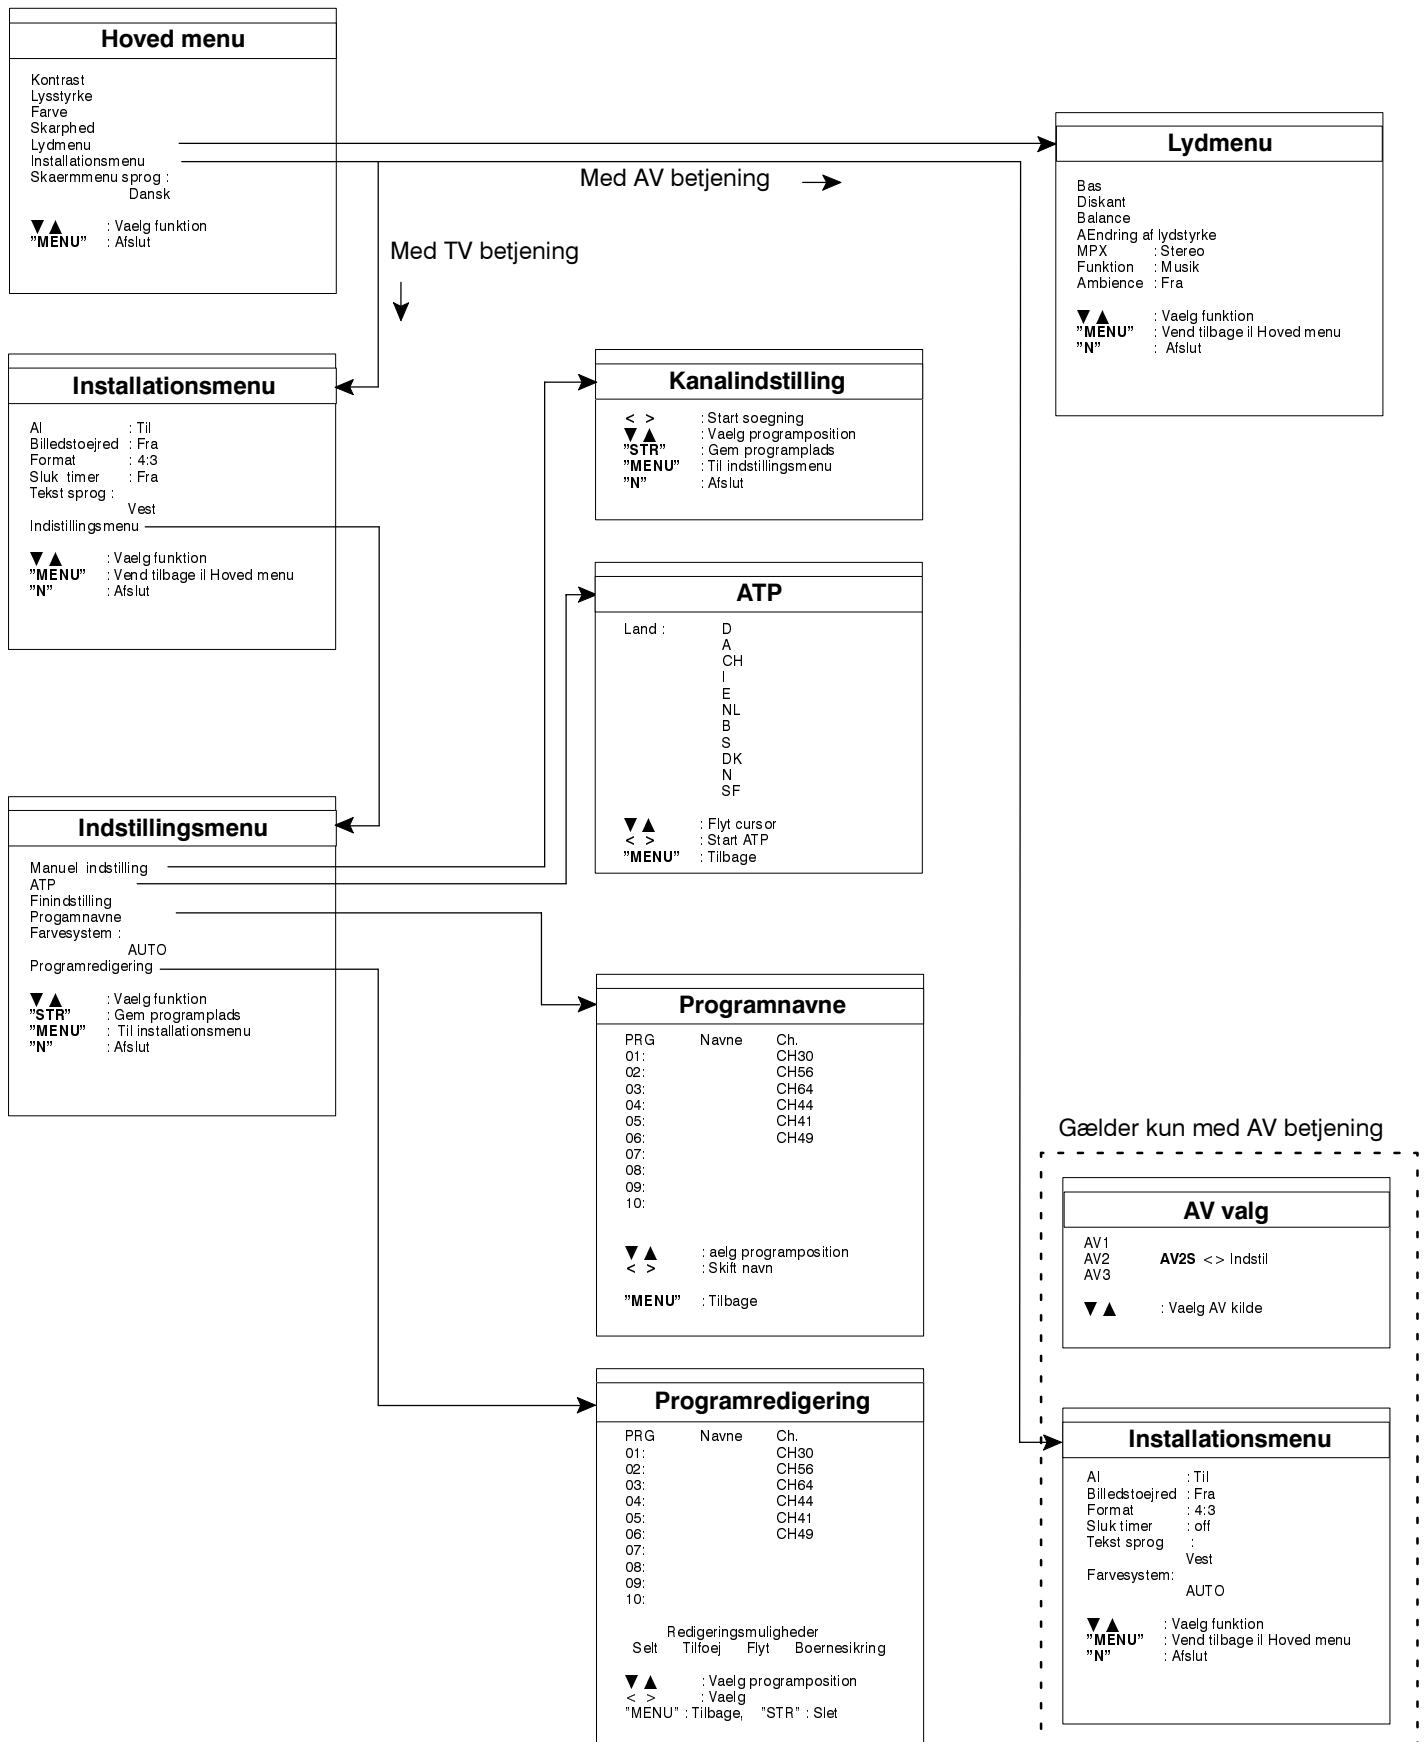 Hoved menu
Kontrast
Lysstyrke
Farve
Skarphed
Lydmenu
Installationsmenu
Skaermmenu sprog :
Dansk
▼ ▲ : Vaelg funktion
"MENU" : Afslut
Med AV betjening
Med TV betjening
Lydmenu
Bas
Diskant
Balance
AEndring af lydstyrke
MPX : Stereo
Funktion : Musik
Ambience : Fra
▼ ▲ : Vaelg funktion
"MENU" : Vend tilbage il Hoved menu
"N" : Afslut
Installationsmenu
AI : Til
Billedstoejred : Fra
Format : 4:3
Sluk timer : Fra
Tekst sprog :
Vest
Indistillingsmenu
▼ ▲ : Vaelg funktion
"MENU" : Vend tilbage il Hoved menu
"N" : Afslut
Kanalindstilling
< > : Start soegning
▼ ▲ : Vaelg programposition
"STR" : Gem programplads
"MENU" : Til indstillingsmenu
"N" : Afslut
ATP
Land : D
A
CH
I
E
NL
B
S
DK
N
SF
▼ ▲ : Flyt cursor
< > : Start ATP
"MENU" : Tilbage
Indstillingsmenu
Manuel indstilling
ATP
Finindstilling
Progamnavne
Farvesystem :
AUTO
Programredigering
▼ ▲ : Vaelg funktion
"STR" : Gem programplads
"MENU" : Til installationsmenu
"N" : Afslut
Programnavne
PRG Navne Ch.
01: CH30
02: CH56
03: CH64
04: CH44
05: CH41
06: CH49
07:
08:
09:
10:
▼ ▲ : aelg programposition
< > : Skift navn
"MENU" : Tilbage
Programredigering
PRG Navne Ch.
01: CH30
02: CH56
03: CH64
04: CH44
05: CH41
06: CH49
07:
08:
09:
10:
Redigeringsmuligheder
Selt Tilfoej Flyt Boernesikring
▼ ▲ : Vaelg programposition
< > : Vaelg
"MENU" : Tilbage, "STR" : Slet
Gælder kun med AV betjening
AV valg
AV1
AV2 AV2S < > Indstil
AV3
▼ ▲ : Vaelg AV kilde
Installationsmenu
AI : Til
Billedstoejred : Fra
Format : 4:3
Sluk timer : off
Tekst sprog :
Vest
Farvesystem:
AUTO
▼ ▲ : Vaelg funktion
"MENU" : Vend tilbage il Hoved menu
"N" : Afslut